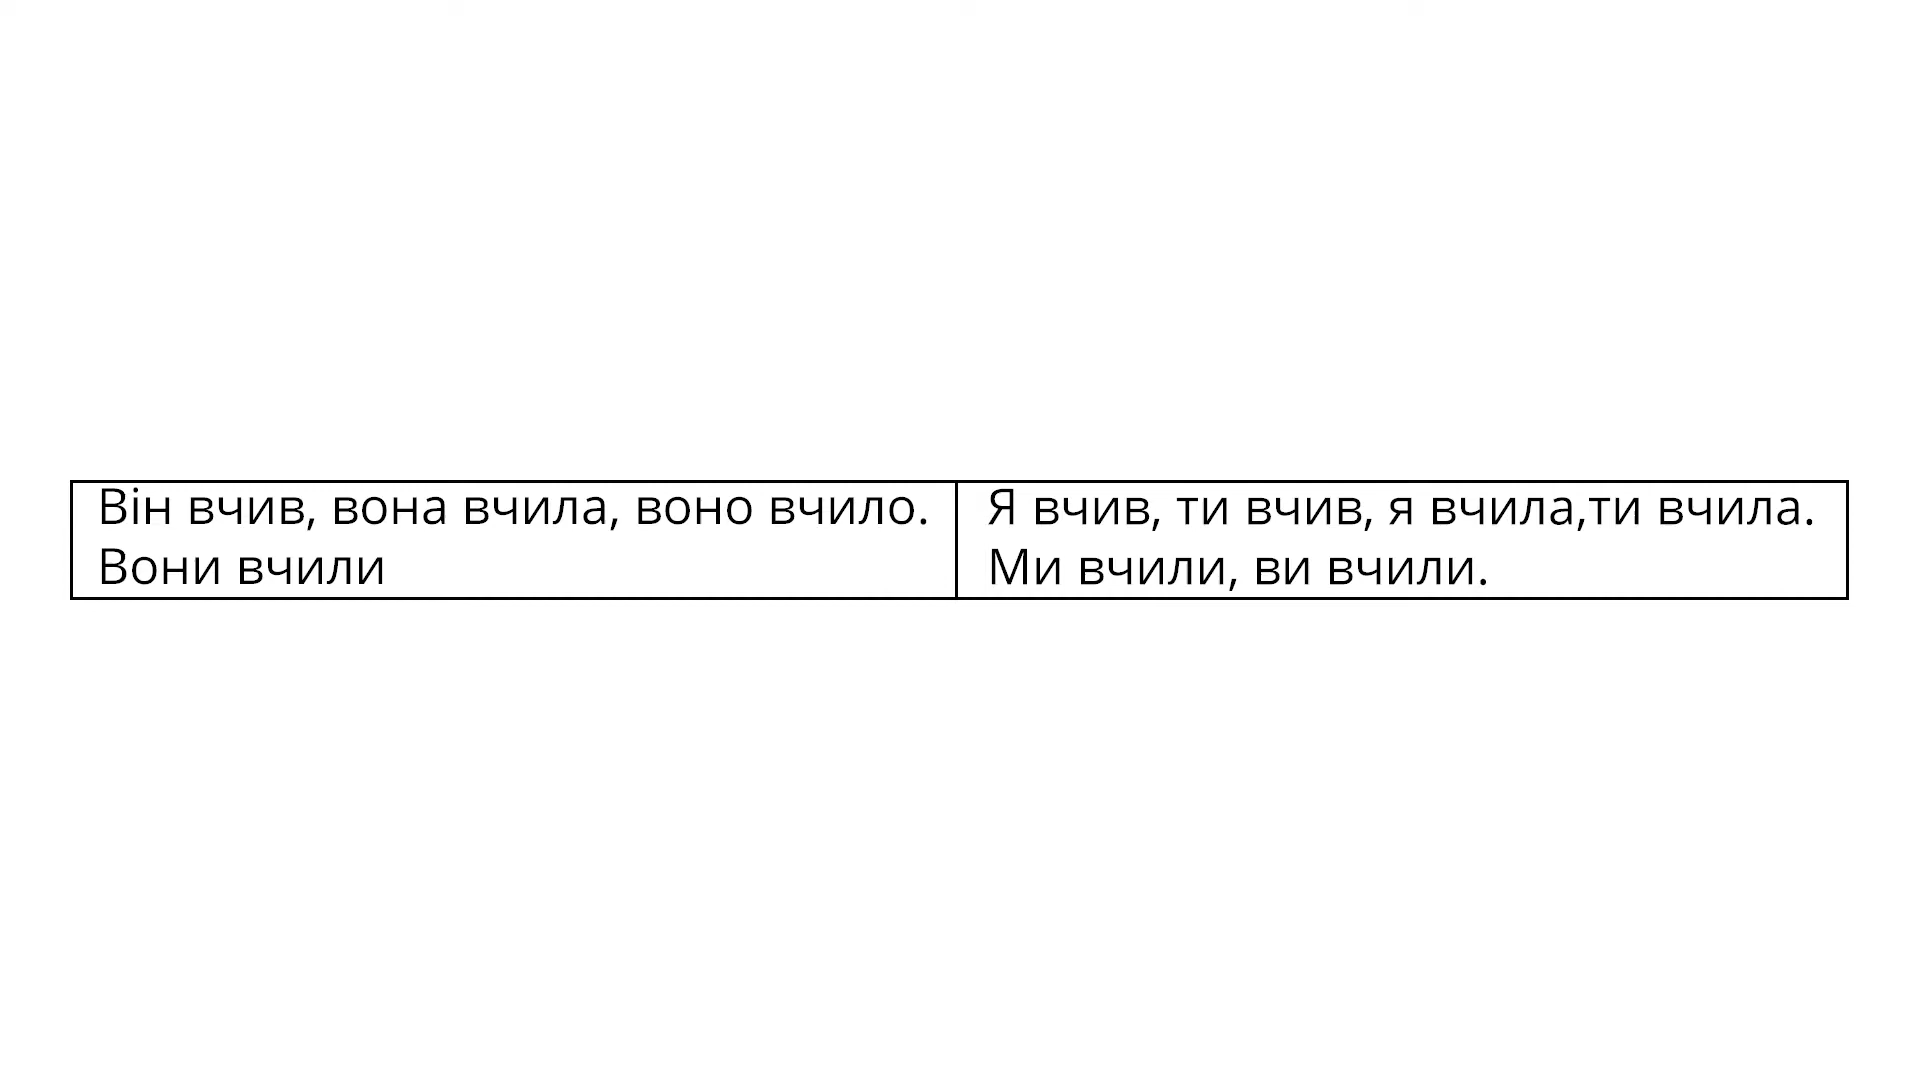 Він вчив, вона вчила, воно вчило.
Вони вчили
Я вчив, ти вчив, я вчила,ти вчила.
Ми вчили, ви вчили.